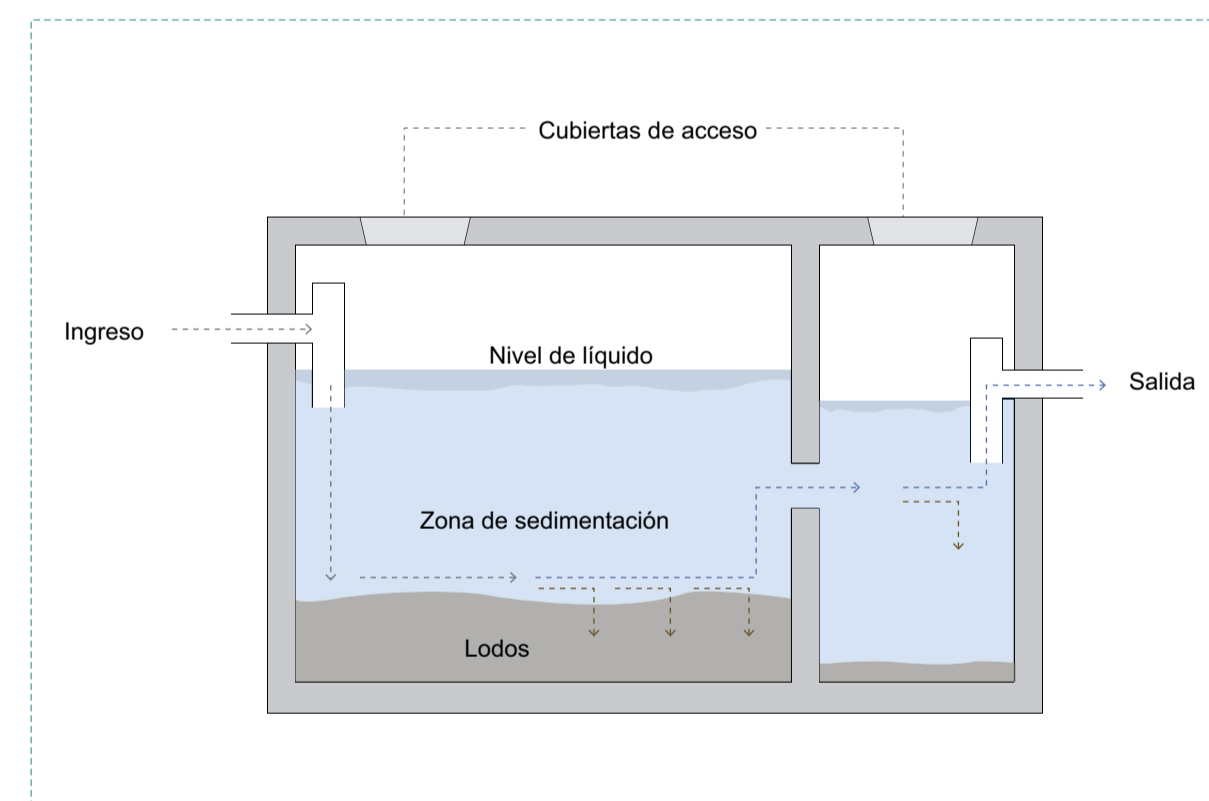 Cubiertas de acceso
Ingreso
Nivel de líquido
Salida
Zona de sedimentación
Lodos